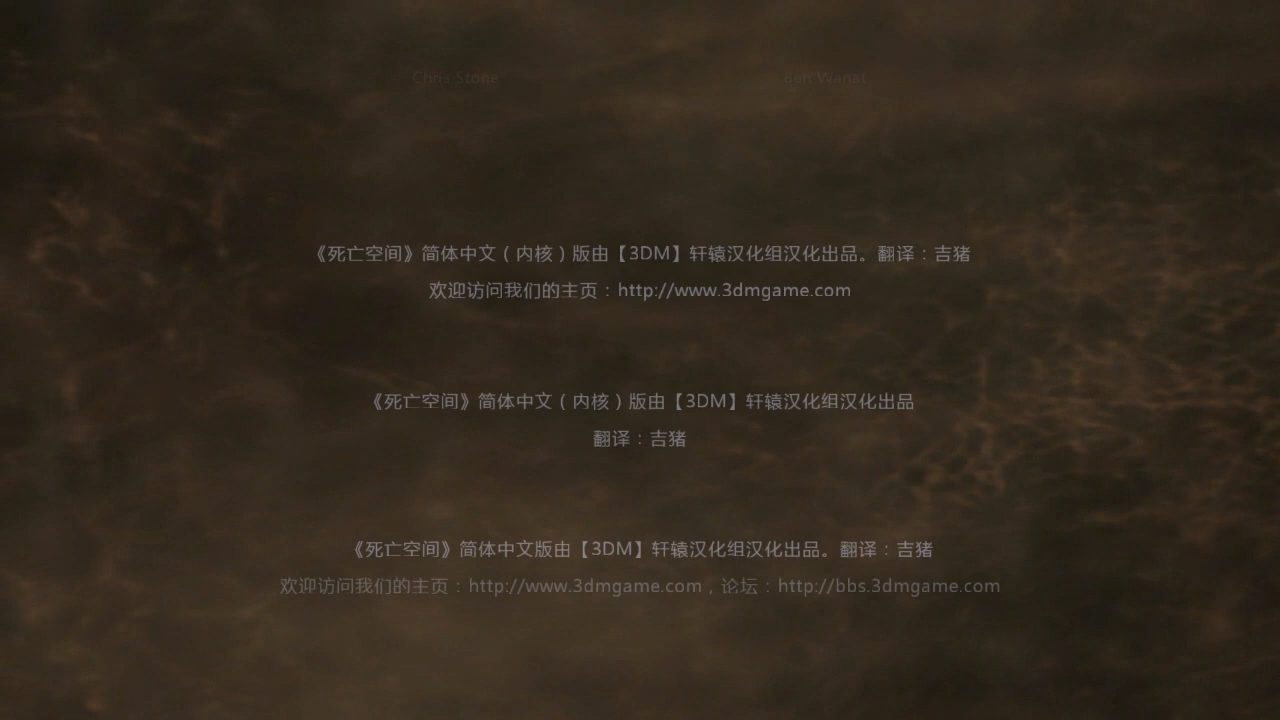 Chris Stone
Ben Wanat
《死亡空间》简体中文（内核）版由【3DM】轩辕汉化组汉化出品。翻译：吉猪
欢迎访问我们的主页：http://www.3dmgame.com
《死亡空间》简体中文（内核）版由【3DM】轩辕汉化组汉化出品
翻译：吉猪
《死亡空间》简体中文版由【3DM】轩辕汉化组汉化出品。翻译：吉猪
欢迎访问我们的主页：http://www.3dmgame.com，论坛：http://bbs.3dmgame.com